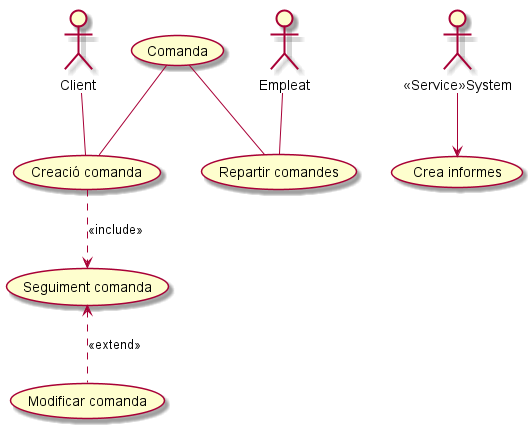 Comanda
Client
Empleat
«Service»System
Creació comanda
Repartir comandes
Crea informes
«include»
Seguiment comanda
«extend»
Modificar comanda